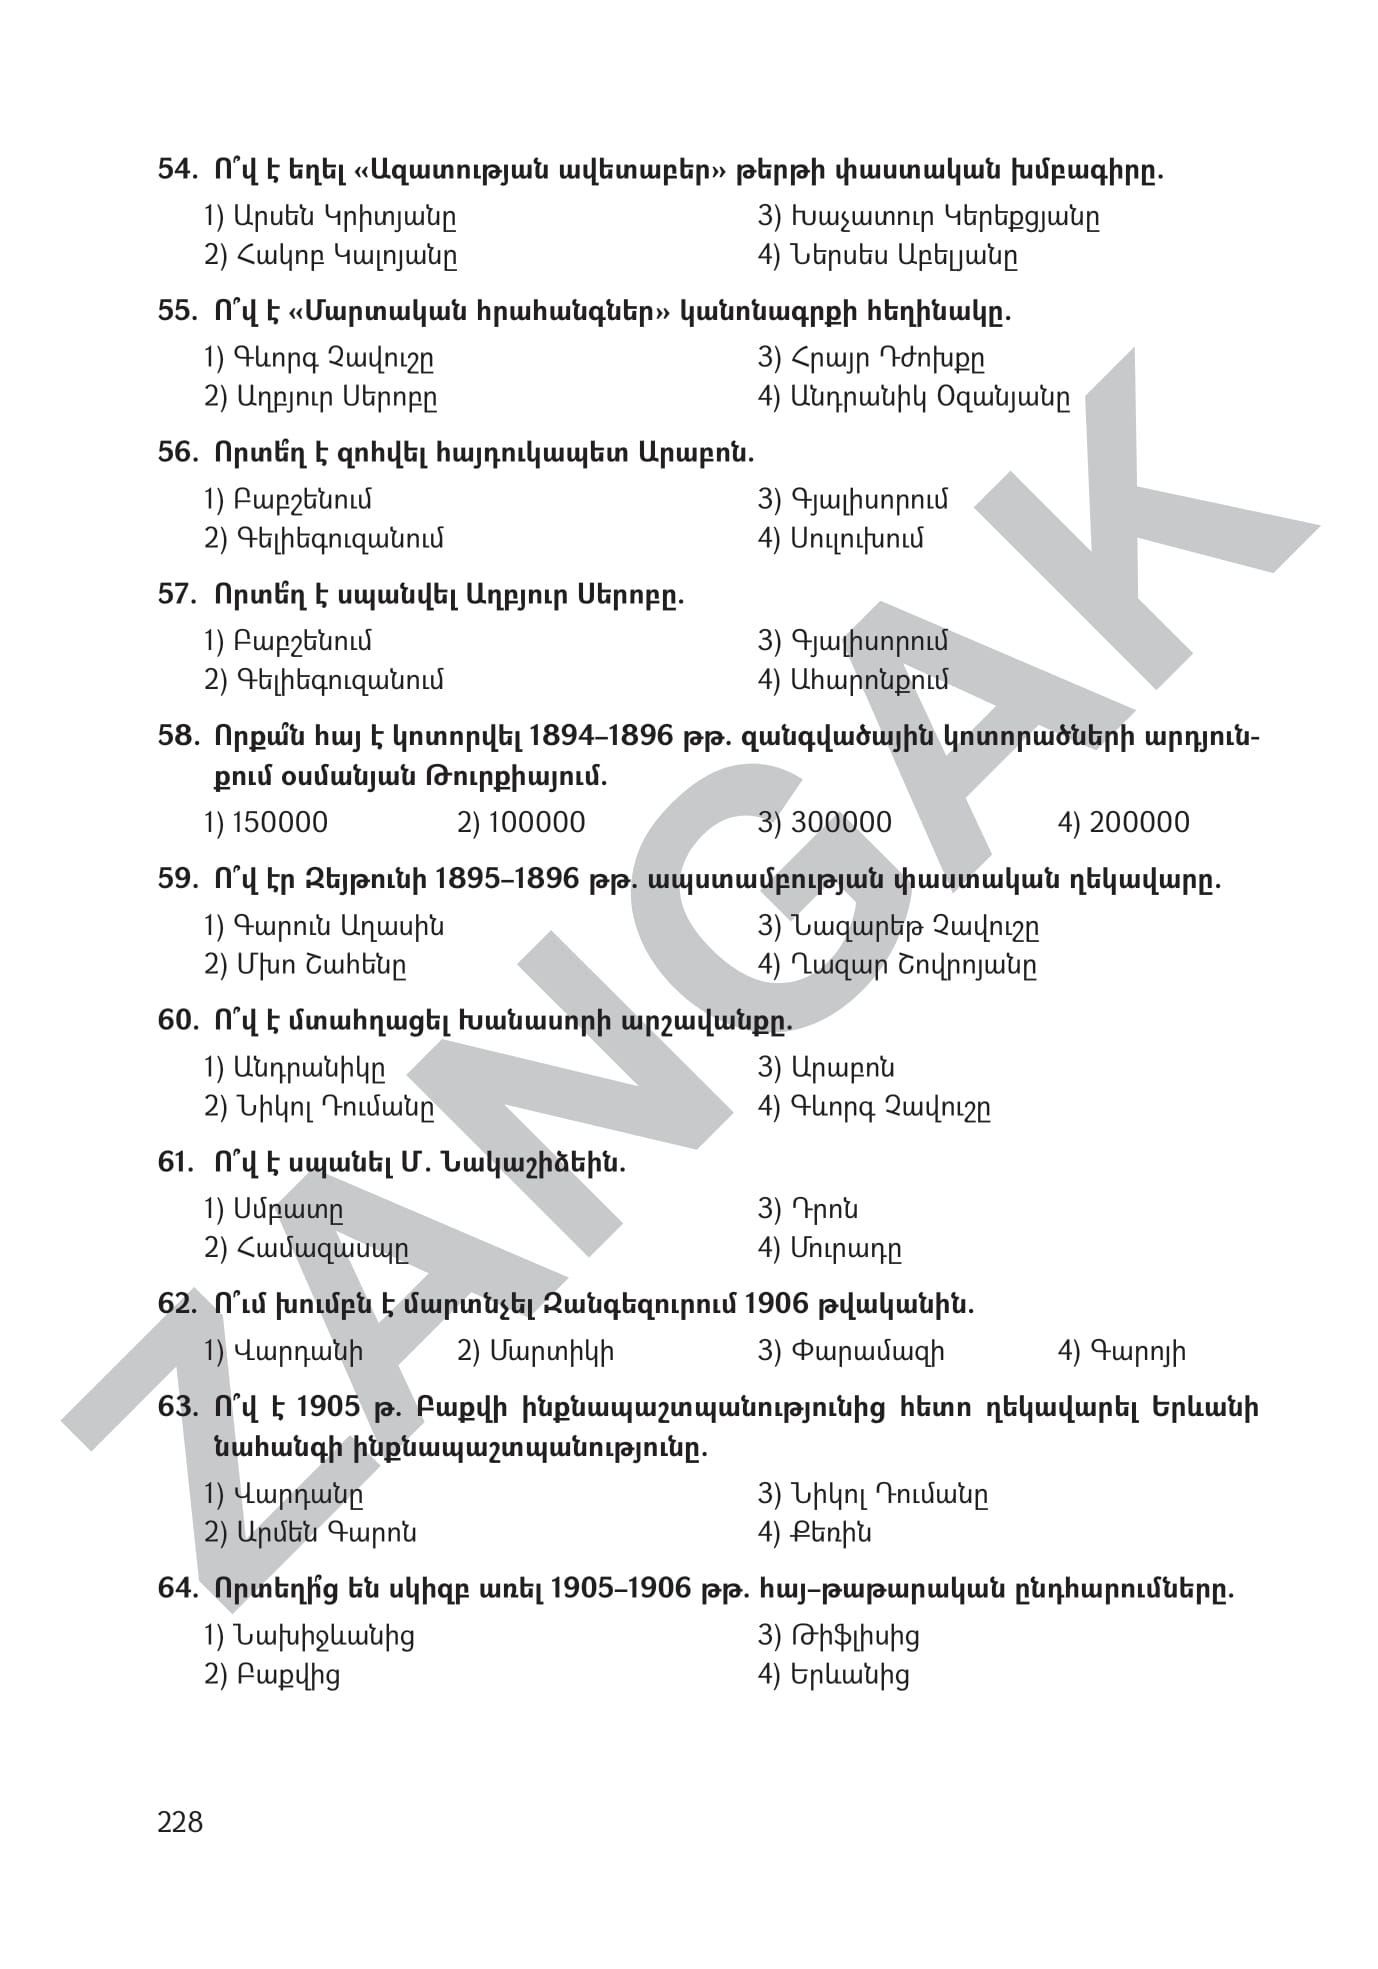 54. Ո՞վ է եղել «Ազատության ավետաբեր» թերթի փաստական խմբագիրը.
1) Արսեն Կրիտյանը 3) Խաչատուր Կերեքցյանը
2) Հակոբ Կալոյանը 4) Ներսես Աբելյանը
55. Ո՞վ է «Մարտական հրահանգներ» կանոնագրքի հեղինակը.
1) Գևորգ Չավուշը 3) Հրայր Դժոխքը
2) Աղբյուր Սերոբը 4) Անդրանիկ Օզանյանը
56. Որտե՞ղ է զոհվել հայդուկապետ Արաբոն.
1) Բաբշենում 3) Գյալիսորում
2) Գելիեգուզանում 4) Սուլուխում
57. Որտե՞ղ է սպանվել Աղբյուր Սերոբը.
1) Բաբշենում 3) Գյալիսորում
2) Գելիեգուզանում 4) Ահարոնքում
58. Որքա՞ն հայ է կոտորվել 1894–1896 թթ. զանգվածային կոտորածների արդյուն-
քում օսմանյան Թուրքիայում.
1) 150000 2) 100000 3) 300000 4) 200000
59. Ո՞վ էր Զեյթունի 1895–1896 թթ. ապստամբության փաստական ղեկավարը.
1) Գարուն Աղասին 3) Նազարեթ Չավուշը
2) Մխո Շահենը 4) Ղազար Շովրոյանը
60. Ո՞վ է մտահղացել Խանասորի արշավանքը.
1) Անդրանիկը 3) Արաբոն
2) Նիկոլ Դումանը 4) Գևորգ Չավուշը
61. Ո՞վ է սպանել Մ. Նակաշիձեին.
1) Սմբատը 3) Դրոն
2) Համազասպը 4) Մուրադը
62. Ո՞ւմ խումբն է մարտնչել Զանգեզուրում 1906 թվականին.
1) Վարդանի 2) Մարտիկի 3) Փարամազի 4) Գարոյի
63. Ո՞վ է 1905 թ. Բաքվի ինքնապաշտպանությունից հետո ղեկավարել Երևանի
նահանգի ինքնապաշտպանությունը.
1) Վարդանը 3) Նիկոլ Դումանը
2) Արմեն Գարոն 4) Քեռին
64. Որտեղի՞ց են սկիզբ առել 1905–1906 թթ. հայ–թաթարական ընդհարումները.
1) Նախիջևանից 3) Թիֆլիսից
2) Բաքվից 4) Երևանից
228
ZANGAK